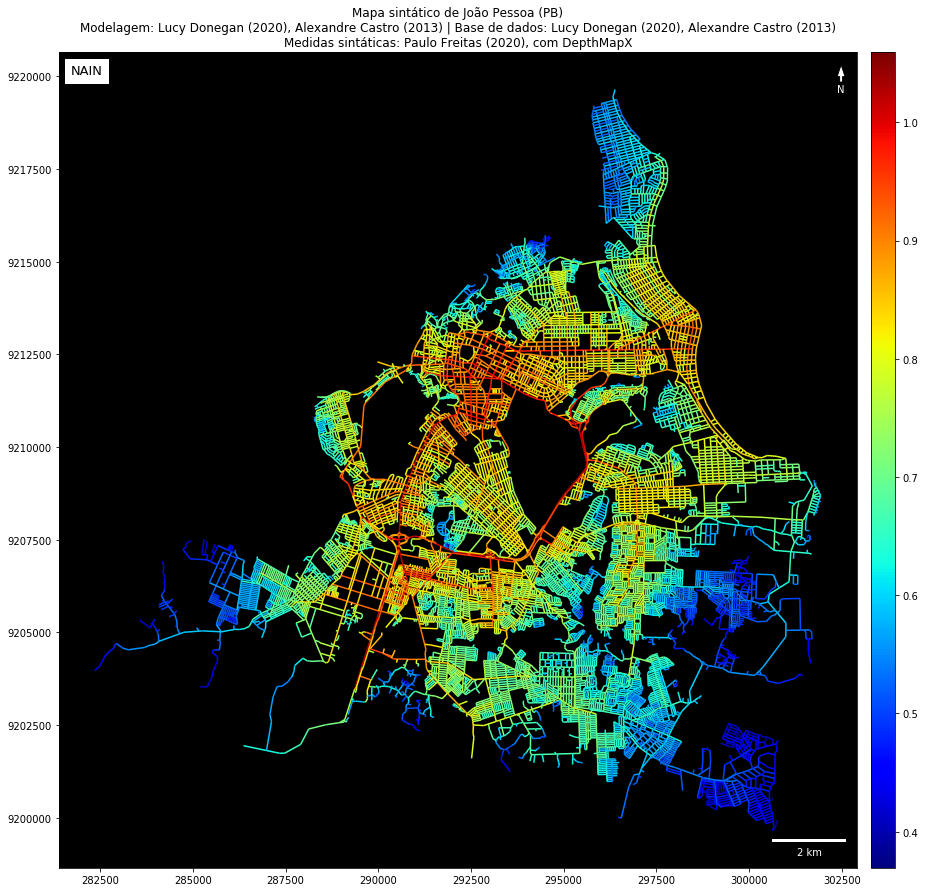 Mapa sintático de João Pessoa (PB)
Modelagem: Lucy Donegan (2020), Alexandre Castro (2013) | Base de dados: Lucy Donegan (2020), Alexandre Castro (2013)
Medidas sintáticas: Paulo Freitas (2020), com DepthMapX
NAIN
N
9220000
9217500
9215000
9212500
9210000
9207500
9205000
9202500
9200000
1.0
0.9
0.8
0.7
0.6
0.5
0.4
2 km
282500 285000 287500 290000 292500 295000 297500 300000 302500